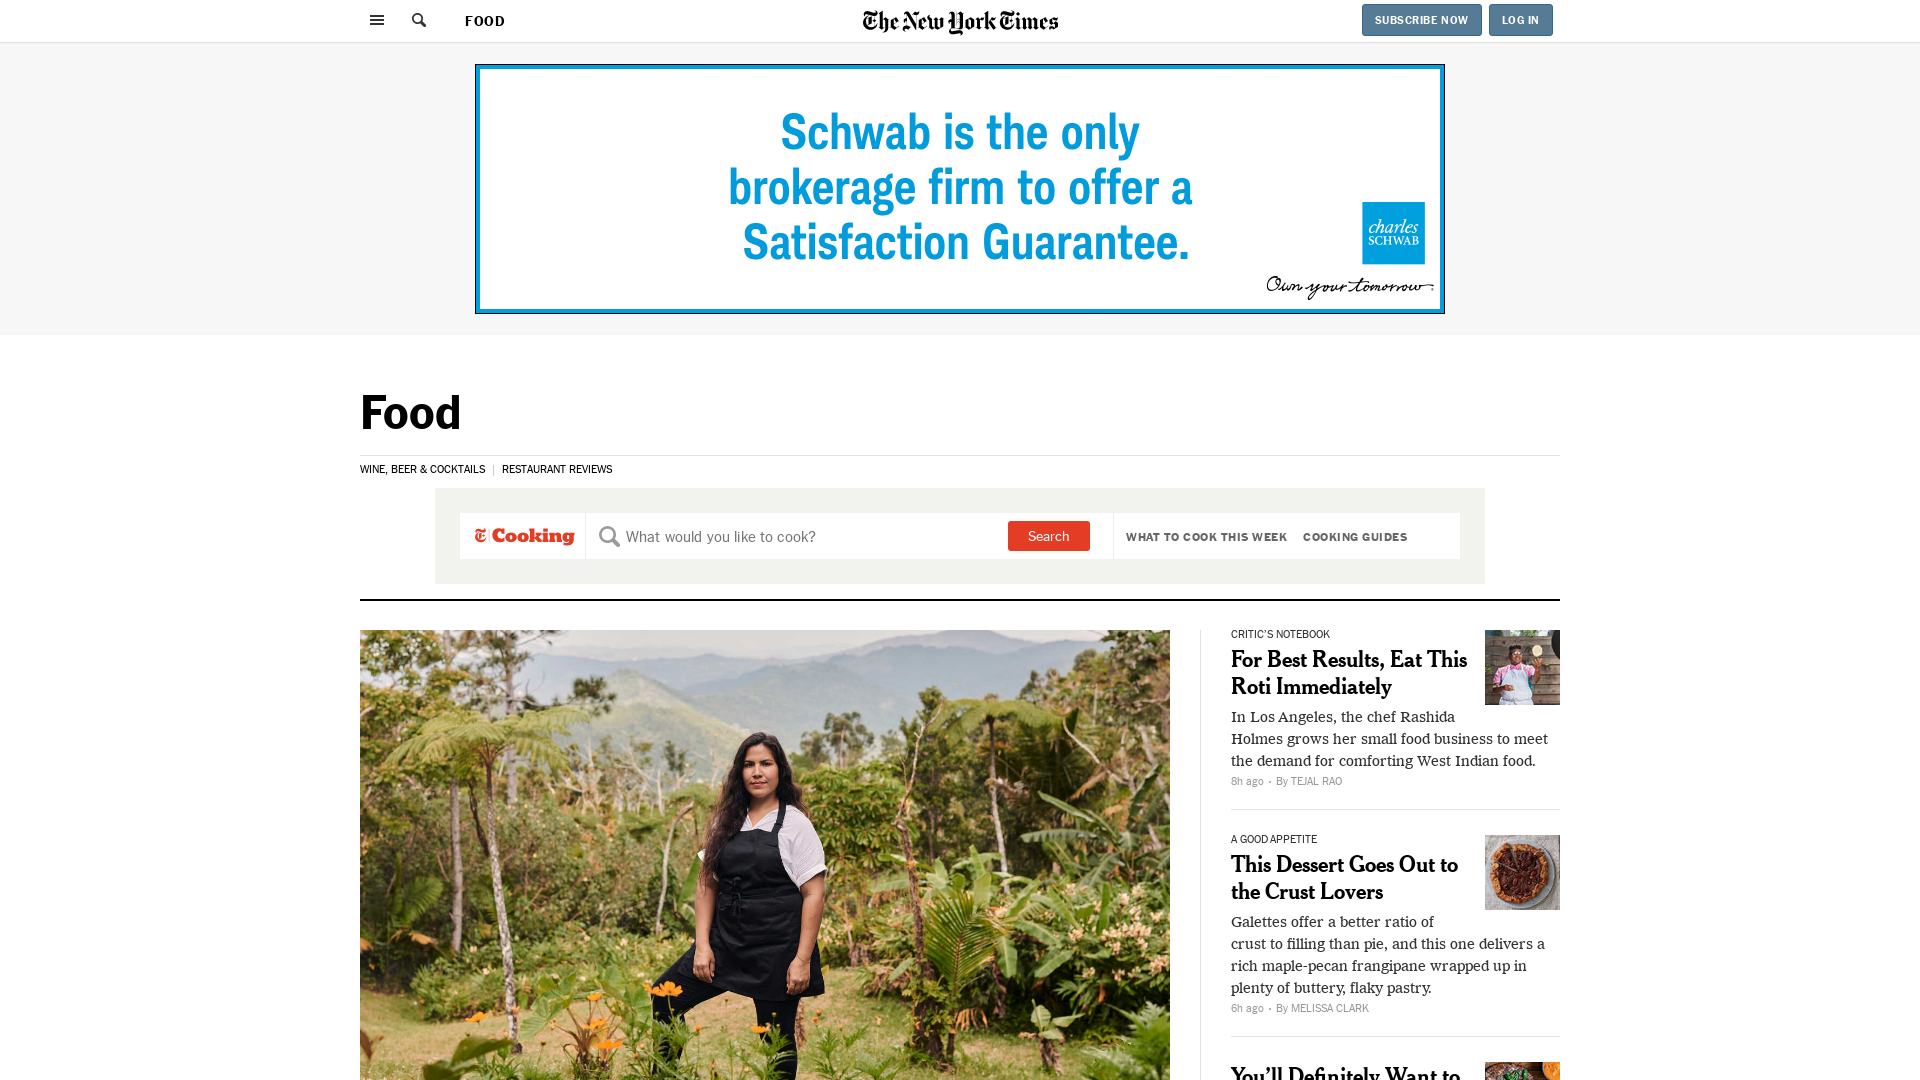 FOOD
The New York Times
SUBSCRIBE NOW
LOG IN
Schwab is the only
brokerage firm to offer a
Satisfaction Guarantee.
charles
SCHWAB
Own your tomorrow.
Food
WINE, BEER & COCKTAILS | RESTAURANT REVIEWS
Cooking
What would you like to cook?
Search
WHAT TO COOK THIS WEEK
COOKING GUIDES
CRITIC'S NOTEBOOK
For Best Results, Eat This
Roti Immediately
In Los Angeles, the chef Rashida
Holmes grows her small food business to meet
the demand for comforting West Indian food.
8h ago • By TEJAL RAO
A GOOD APPETITE
This Dessert Goes Out to
the Crust Lovers
Galettes offer a better ratio of
crust to filling than pie, and this one delivers a
rich maple-pecan frangipane wrapped up in
plenty of buttery, flaky pastry.
6h ago • By MELISSA CLARK
You'll Definitely Want to